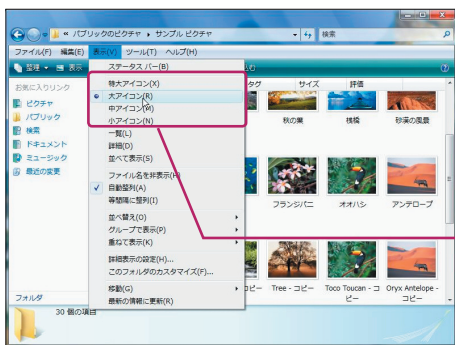 « パブリックのピクチャ ▸ サンプル ピクチャ
検索
ファイル(F) 編集(E) 表示(V) ツール(T) ヘルプ(H)
整理 表示
ステータス バー(B)
特大アイコン(X)
大アイコン(R)
中アイコン(M)
小アイコン(N)
一覧(L)
詳細(D)
並べて表示(S)
ファイル名を非表示(H)
自動整列(A)
等間隔に整列(I)
並べ替え(O)
グループで表示(P)
重ねて表示(K)
詳細表示の設定(H)...
このフォルダのカスタマイズ(F)...
移動(G)
最新の情報に更新(R)
お気に入りリンク
ピクチャ
パブリック
検索
ドキュメント
ミュージック
最近の変更
フォルダ
タグ サイズ 評価
秋の葉 桟橋 砂漠の風景
フランジパニ オオハシ アンテロープ
コピー Tree - コピー Toco Toucan - コピー Oryx Antelope - コピー
30 個の項目